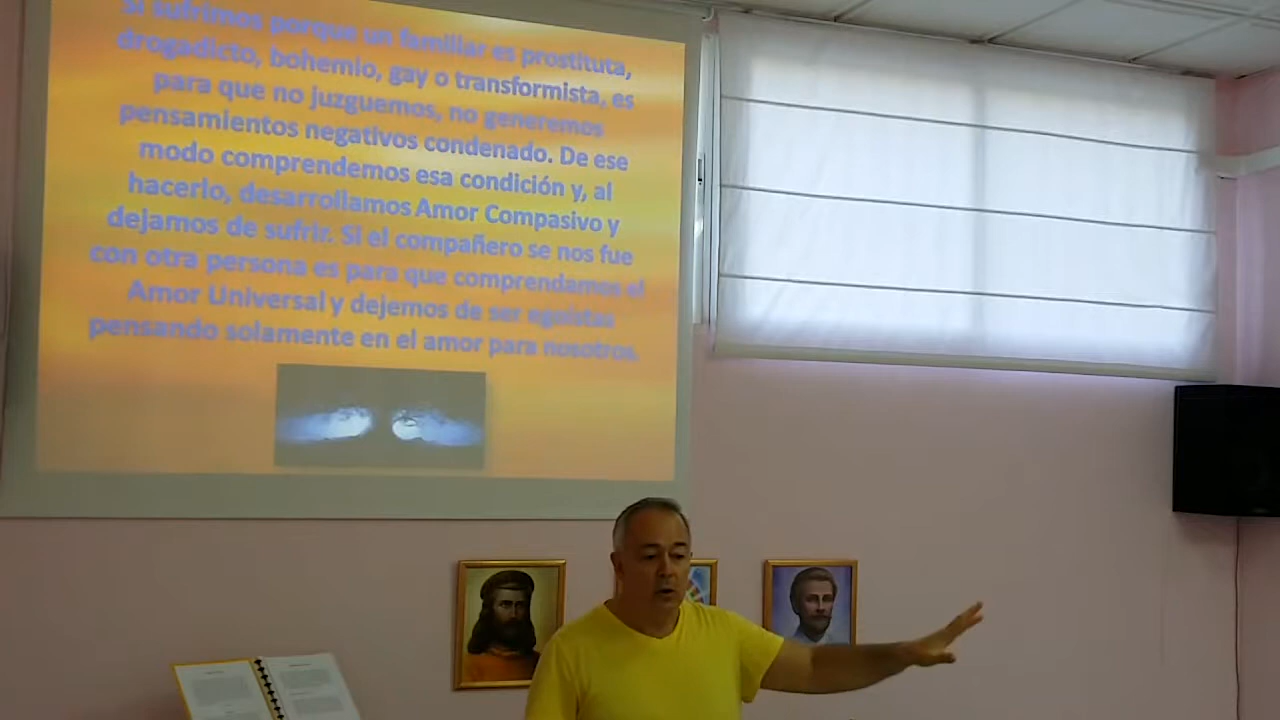 Si sufrimos porque un familiar es prostituta,
drogadicto, bohemio, gay o transformista, es
para que no juzguemos, no generemos
pensamientos negativos condenado. De ese
modo comprendemos esa condición y, al
hacerlo, desarrollamos Amor Compasivo y
dejamos de sufrir. Si el compañero se nos fue
con otra persona es para que comprendamos el
Amor Universal y dejemos de ser egoístas
pensando solamente en el amor para nosotros.